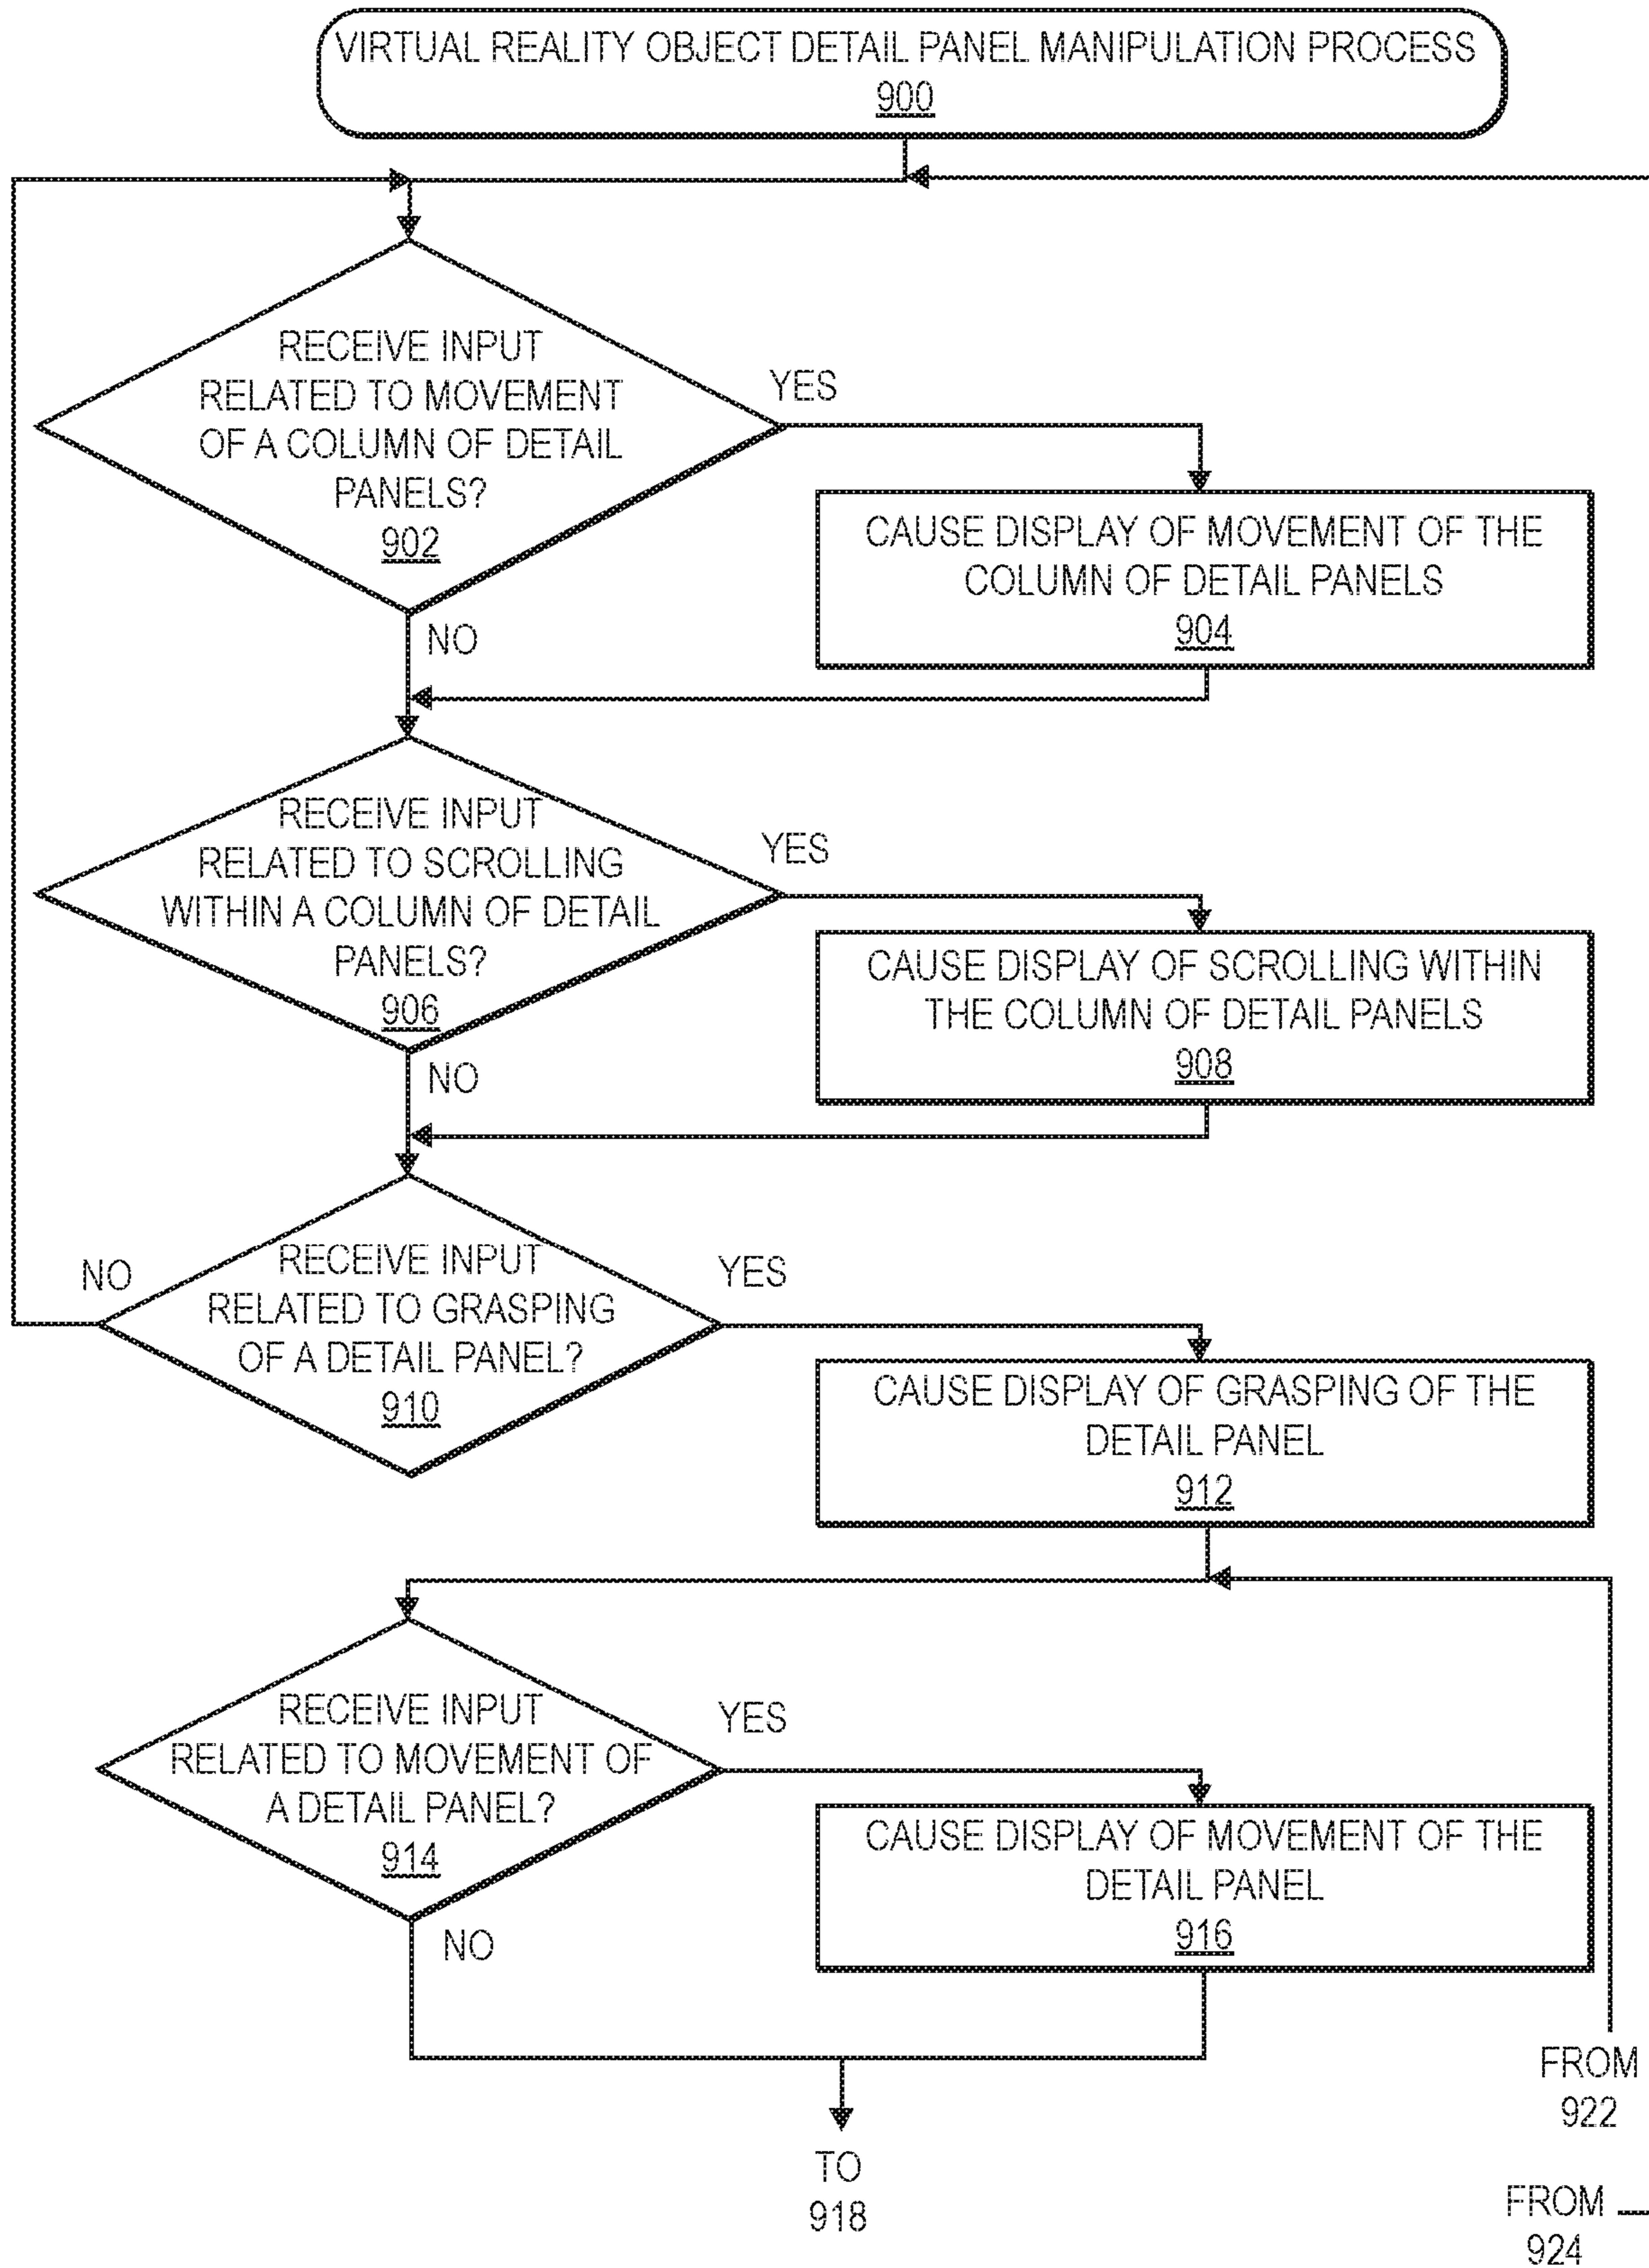 VIRTUAL REALITY OBJECT DETAIL PANEL MANIPULATION PROCESS
900
RECEIVE INPUT
RELATED TO MOVEMENT
OF A COLUMN OF DETAIL
PANELS?
902
YES
NO
CAUSE DISPLAY OF MOVEMENT OF THE
COLUMN OF DETAIL PANELS
904
RECEIVE INPUT
RELATED TO SCROLLING
WITHIN A COLUMN OF DETAIL
PANELS?
906
YES
NO
CAUSE DISPLAY OF SCROLLING WITHIN
THE COLUMN OF DETAIL PANELS
908
RECEIVE INPUT
RELATED TO GRASPING
OF A DETAIL PANEL?
910
NO
YES
CAUSE DISPLAY OF GRASPING OF THE
DETAIL PANEL
912
RECEIVE INPUT
RELATED TO MOVEMENT OF
A DETAIL PANEL?
914
YES
NO
CAUSE DISPLAY OF MOVEMENT OF THE
DETAIL PANEL
916
FROM
922
TO
918
FROM
924